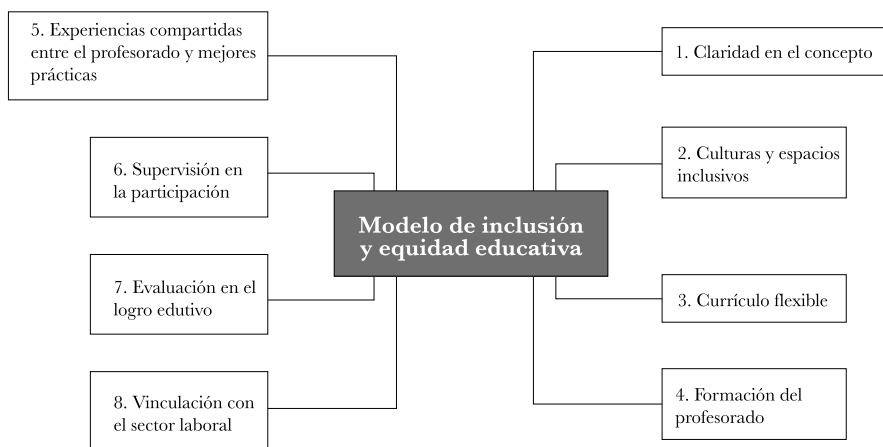 5. Experiencias compartidas
entre el profesorado y mejores
prácticas
6. Supervisión en
la participación
7. Evaluación en el
logro edutivo
8. Vinculación con
el sector laboral
Modelo de inclusión
y equidad educativa
1. Claridad en el concepto
2. Culturas y espacios
inclusivos
3. Currículo flexible
4. Formación del
profesorado